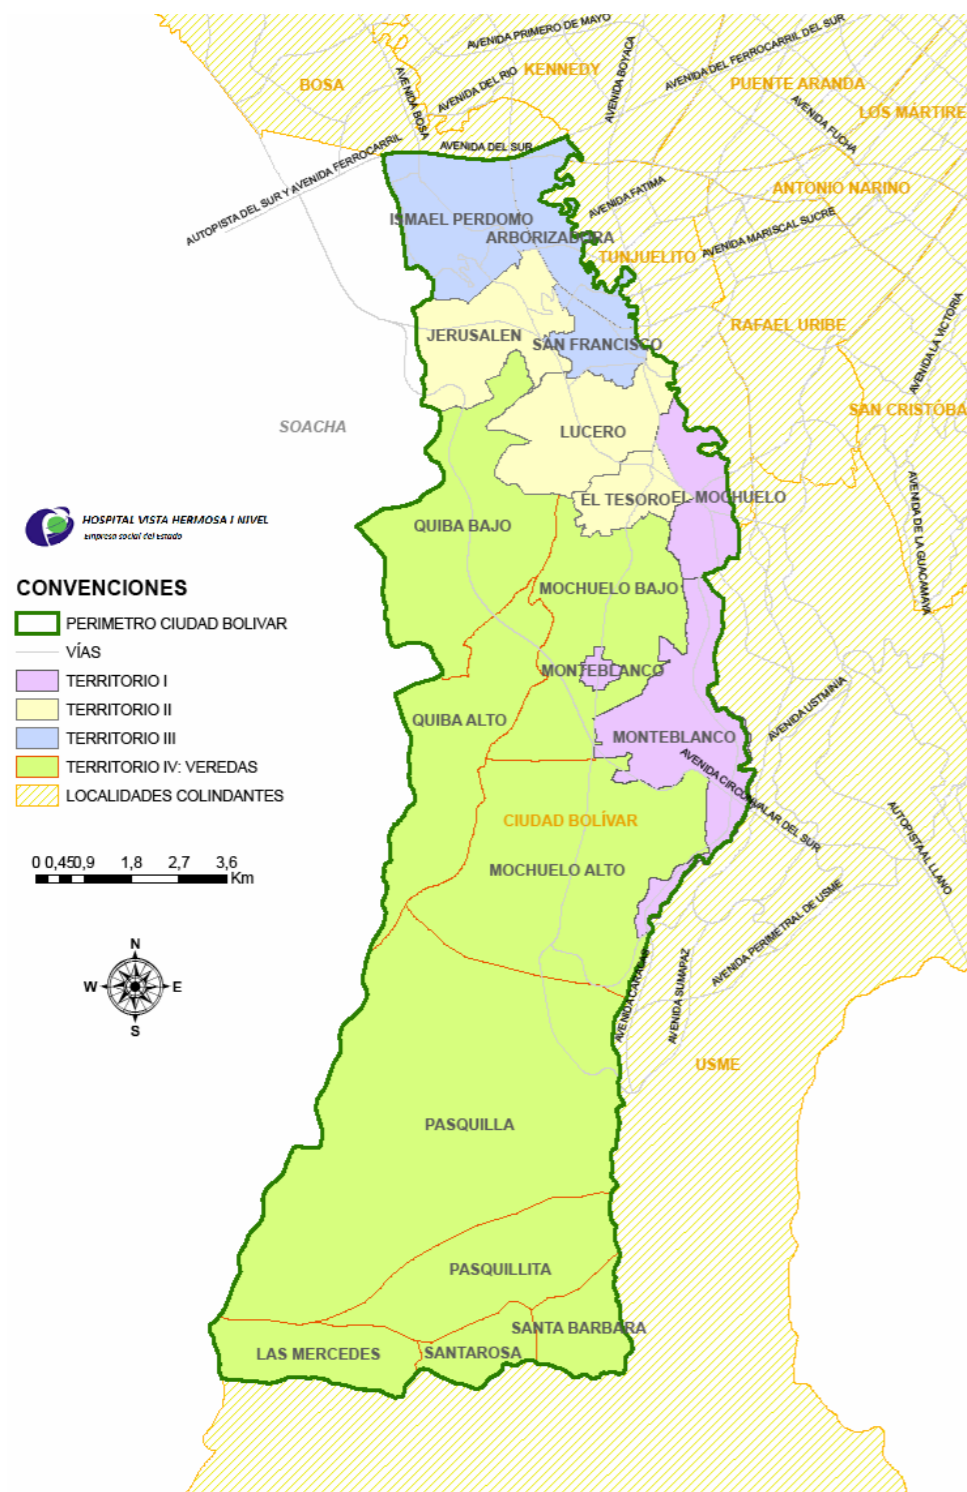 AVENIDA PRIMERO DE MAYO
AVENIDA DEL FERROCARRIL DEL SUR
BOSA
KENNEDY
AVENIDA BOYACA
PUENTE ARANDA
AVENIDA BOSA
AVENIDA DEL RIO
AVENIDA FUCHA
LOS MÁRTIRE
AVENIDA DEL SUR
AUTOPISTA DEL SUR Y AVENIDA FERROCARRIL
AVENIDA FATIMA
ANTONIO NARINO
ISMAEL PERDOMO
ARBORIZADORA
AVENIDA MARISCAL SUCRE
TUNJUELITO
RAFAEL URIBE
AVENIDA LA VICTORIA
JERUSALEN
SAN FRANCISCO
SAN CRISTÓBA
SOACHA
LUCERO
EL TESORO
EL MOCHUELO
AVENIDA DE LA GUACAMAYA
QUIBA BAJO
HOSPITAL VISTA HERMOSA I NIVEL
Empresa social del Estado
MOCHUELO BAJO
CONVENCIONES
PERIMETRO CIUDAD BOLIVAR
VÍAS
TERRITORIO I
TERRITORIO II
TERRITORIO III
TERRITORIO IV: VEREDAS
LOCALIDADES COLINDANTES
MONTEBLANCO
QUIBA ALTO
MONTEBLANCO
AVENIDA USTMINIA
AVENIDA CIRCUNVALAR DEL SUR
CIUDAD BOLÍVAR
AUTOPISTA AL LLANO
MOCHUELO ALTO
0 0,45 0,9 1,8 2,7 3,6
Km
AVENIDA PERIMETRAL DE USME
N
W E
S
AVENIDA CARACAS
AVENIDA SUMAPAZ
USME
PASQUILLA
PASQUILLITA
SANTA BARBARA
LAS MERCEDES
SANTAROSA